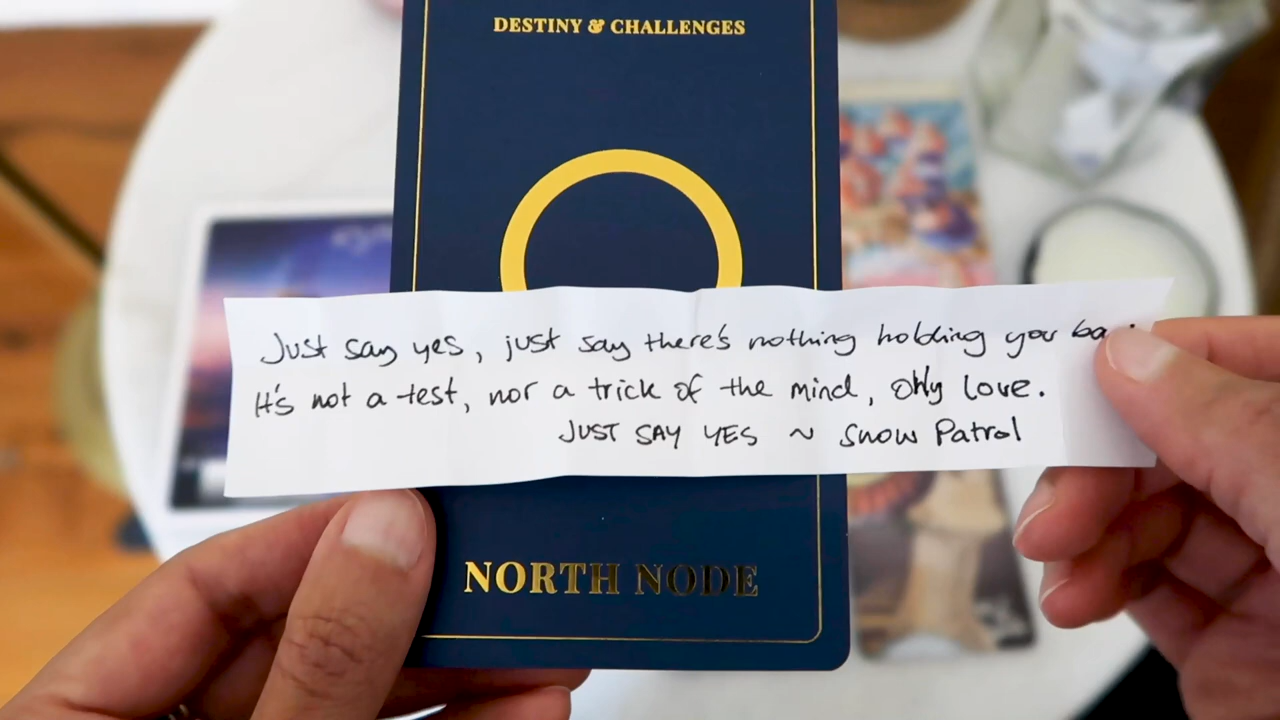 DESTINY & CHALLENGES
Just say yes, just say there's nothing holding you
It's not a test, nor a trick of the mind, only love.
JUST SAY YES ~ Snow Patrol
NORTH NODE